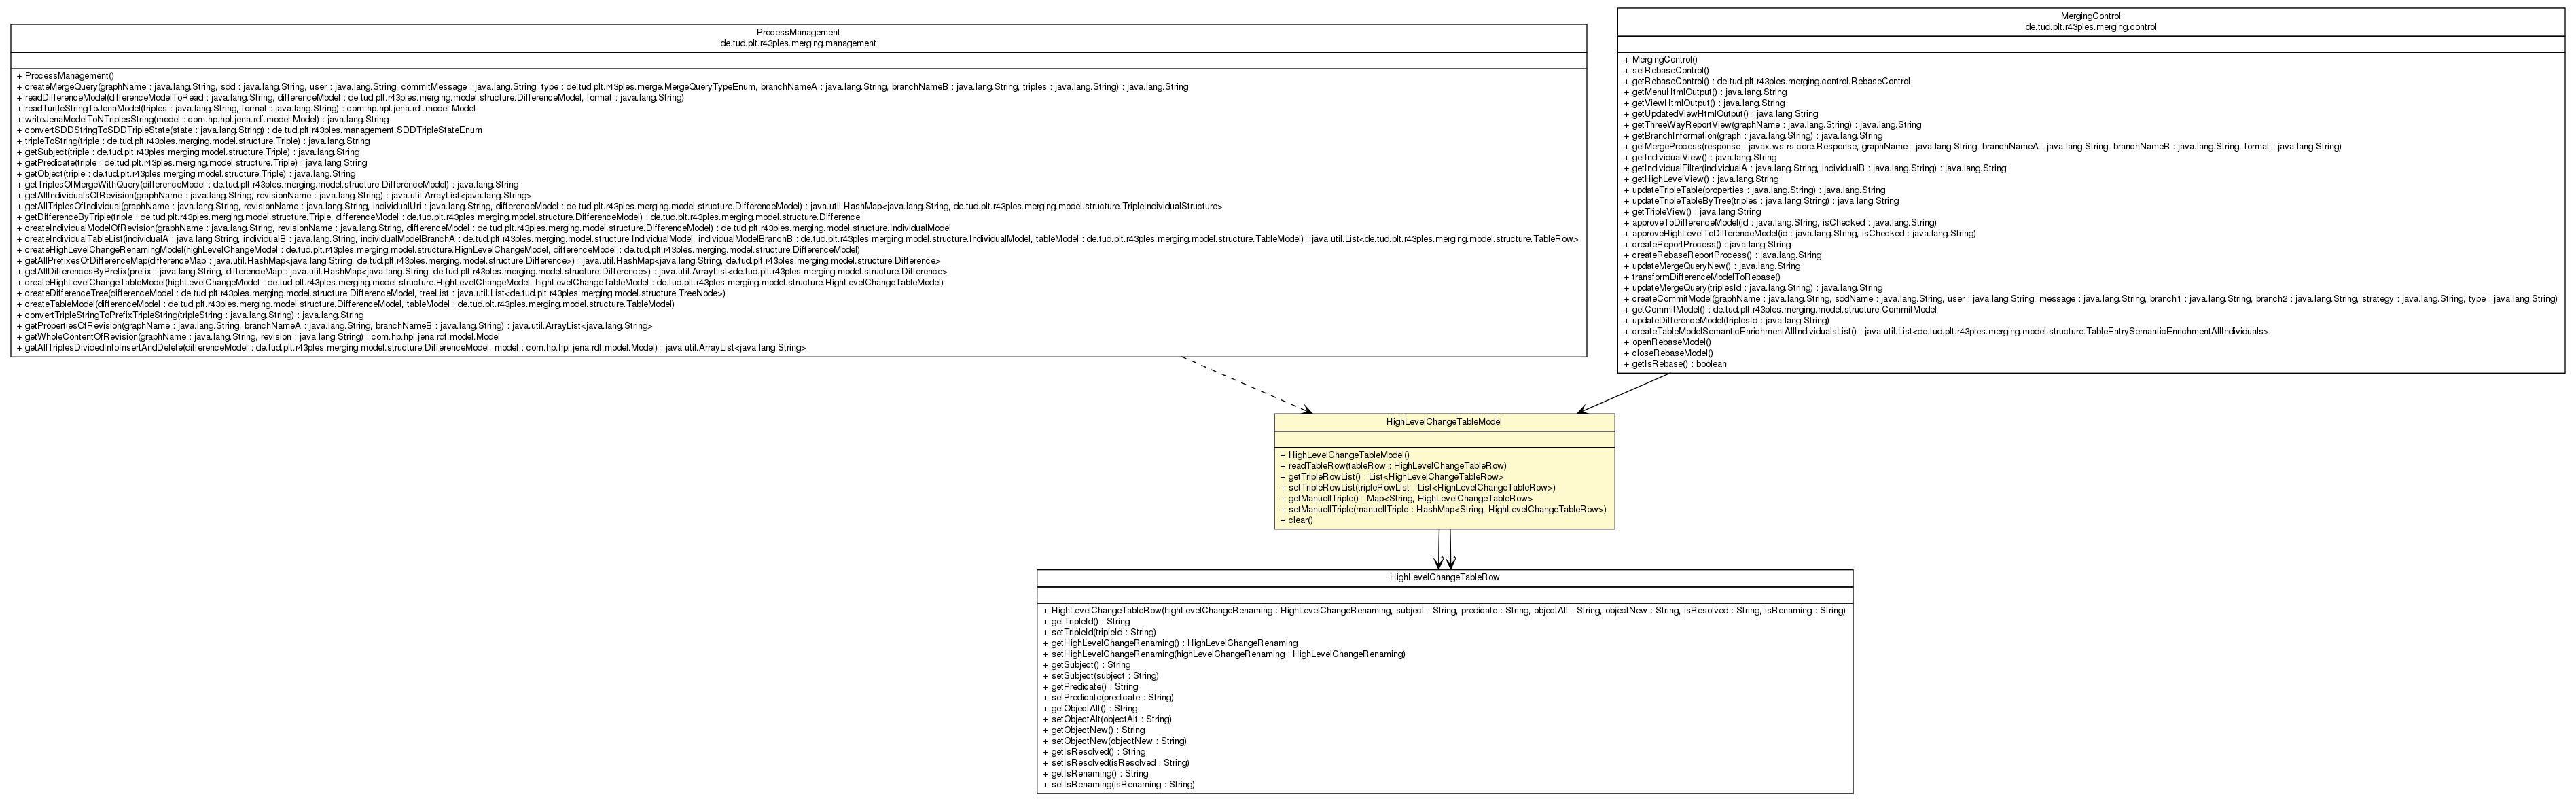 ProcessManagement
de.tud.plt.r43ples.merging.management
+ ProcessManagement()
+ createMergeQuery(graphName : java.lang.String, sdd : java.lang.String, user : java.lang.String, commitMessage : java.lang.String, type : de.tud.plt.r43ples.merge.MergeQueryTypeEnum, branchNameA : java.lang.String, branchNameB : java.lang.String, triples : java.lang.String) : java.lang.String
+ readDifferenceModel(differenceModelToRead : java.lang.String, differenceModel : de.tud.plt.r43ples.merging.model.structure.DifferenceModel, format : java.lang.String)
+ readTurtleStringToJenaModel(triples : java.lang.String, format : java.lang.String) : com.hp.hpl.jena.rdf.model.Model
+ writeJenaModelToNTriplesString(model : com.hp.hpl.jena.rdf.model.Model) : java.lang.String
+ convertSDDStringToSDDTripleState(state : java.lang.String) : de.tud.plt.r43ples.management.SDDTripleStateEnum
+ tripleToString(triple : de.tud.plt.r43ples.merging.model.structure.Triple) : java.lang.String
+ getSubject(triple : de.tud.plt.r43ples.merging.model.structure.Triple) : java.lang.String
+ getPredicate(triple : de.tud.plt.r43ples.merging.model.structure.Triple) : java.lang.String
+ getObject(triple : de.tud.plt.r43ples.merging.model.structure.Triple) : java.lang.String
+ getTriplesOfMergeWithQuery(differenceModel : de.tud.plt.r43ples.merging.model.structure.DifferenceModel) : java.lang.String
+ getAllIndividualsOfRevision(graphName : java.lang.String, revisionName : java.lang.String) : java.util.ArrayList<java.lang.String>
+ getAllTriplesOfIndividual(graphName : java.lang.String, revisionName : java.lang.String, individualUri : java.lang.String, differenceModel : de.tud.plt.r43ples.merging.model.structure.DifferenceModel) : java.util.HashMap<java.lang.String, de.tud.plt.r43ples.merging.model.structure.TripleIndividualStructure>
+ getDifferenceByTriple(triple : de.tud.plt.r43ples.merging.model.structure.Triple, differenceModel : de.tud.plt.r43ples.merging.model.structure.DifferenceModel) : de.tud.plt.r43ples.merging.model.structure.Difference
+ createIndividualModelOfRevision(graphName : java.lang.String, revisionName : java.lang.String, differenceModel : de.tud.plt.r43ples.merging.model.structure.DifferenceModel) : de.tud.plt.r43ples.merging.model.structure.IndividualModel
+ createIndividualTableList(individualA : java.lang.String, individualB : java.lang.String, individualModelBranchA : de.tud.plt.r43ples.merging.model.structure.IndividualModel, individualModelBranchB : de.tud.plt.r43ples.merging.model.structure.IndividualModel, tableModel : de.tud.plt.r43ples.merging.model.structure.TableModel) : java.util.List<de.tud.plt.r43ples.merging.model.structure.TableRow>
+ createHighLevelChangeRenamingModel(highLevelChangeModel : de.tud.plt.r43ples.merging.model.structure.HighLevelChangeModel, differenceModel : de.tud.plt.r43ples.merging.model.structure.DifferenceModel)
+ getAllPrefixesOfDifferenceMap(differenceMap : java.util.HashMap<java.lang.String, de.tud.plt.r43ples.merging.model.structure.Difference>) : java.util.HashMap<java.lang.String, de.tud.plt.r43ples.merging.model.structure.Difference>
+ getAllDifferencesByPrefix(prefix : java.lang.String, differenceMap : java.util.HashMap<java.lang.String, de.tud.plt.r43ples.merging.model.structure.Difference>) : java.util.ArrayList<de.tud.plt.r43ples.merging.model.structure.Difference>
+ createHighLevelChangeTableModel(highLevelChangeModel : de.tud.plt.r43ples.merging.model.structure.HighLevelChangeModel, highLevelChangeTableModel : de.tud.plt.r43ples.merging.model.structure.HighLevelChangeTableModel)
+ createDifferenceTree(differenceModel : de.tud.plt.r43ples.merging.model.structure.DifferenceModel, treeList : java.util.List<de.tud.plt.r43ples.merging.model.structure.TreeNode>)
+ createTableModel(differenceModel : de.tud.plt.r43ples.merging.model.structure.DifferenceModel, tableModel : de.tud.plt.r43ples.merging.model.structure.TableModel)
+ convertTripleStringToPrefixTripleString(tripleString : java.lang.String) : java.lang.String
+ getPropertiesOfRevision(graphName : java.lang.String, branchNameA : java.lang.String, branchNameB : java.lang.String) : java.util.ArrayList<java.lang.String>
+ getWholeContentOfRevision(graphName : java.lang.String, revision : java.lang.String) : com.hp.hpl.jena.rdf.model.Model
+ getAllTriplesDividedIntoInsertAndDelete(differenceModel : de.tud.plt.r43ples.merging.model.structure.DifferenceModel, model : com.hp.hpl.jena.rdf.model.Model) : java.util.ArrayList<java.lang.String>
MergingControl
de.tud.plt.r43ples.merging.control
+ MergingControl()
+ setRebaseControl()
+ getRebaseControl() : de.tud.plt.r43ples.merging.control.RebaseControl
+ getMenuHtmlOutput() : java.lang.String
+ getViewHtmlOutput() : java.lang.String
+ getUpdatedViewHtmlOutput() : java.lang.String
+ getThreeWayReportView(graphName : java.lang.String) : java.lang.String
+ getBranchInformation(graph : java.lang.String) : java.lang.String
+ getMergeProcess(response : javax.ws.rs.core.Response, graphName : java.lang.String, branchNameA : java.lang.String, branchNameB : java.lang.String, format : java.lang.String)
+ getIndividualView() : java.lang.String
+ getIndividualFilter(individualA : java.lang.String, individualB : java.lang.String) : java.lang.String
+ getHighLevelView() : java.lang.String
+ updateTripleTable(properties : java.lang.String) : java.lang.String
+ updateTripleTableByTree(triples : java.lang.String) : java.lang.String
+ getTripleView() : java.lang.String
+ approveToDifferenceModel(id : java.lang.String, isChecked : java.lang.String)
+ approveHighLevelToDifferenceModel(id : java.lang.String, isChecked : java.lang.String)
+ createReportProcess() : java.lang.String
+ createRebaseReportProcess() : java.lang.String
+ updateMergeQueryNew() : java.lang.String
+ transformDifferenceModelToRebase()
+ updateMergeQuery(triplesId : java.lang.String) : java.lang.String
+ createCommitModel(graphName : java.lang.String, sddName : java.lang.String, user : java.lang.String, message : java.lang.String, branch1 : java.lang.String, branch2 : java.lang.String, strategy : java.lang.String, type : java.lang.String)
+ getCommitModel() : de.tud.plt.r43ples.merging.model.structure.CommitModel
+ updateDifferenceModel(triplesId : java.lang.String)
+ createTableModelSemanticEnrichmentAllIndividualsList() : java.util.List<de.tud.plt.r43ples.merging.model.structure.TableEntrySemanticEnrichmentAllIndividuals>
+ openRebaseModel()
+ closeRebaseModel()
+ getIsRebase() : boolean
HighLevelChangeTableModel
+ HighLevelChangeTableModel()
+ readTableRow(tableRow : HighLevelChangeTableRow)
+ getTripleRowList() : List<HighLevelChangeTableRow>
+ setTripleRowList(tripleRowList : List<HighLevelChangeTableRow>)
+ getManuellTriple() : Map<String, HighLevelChangeTableRow>
+ setManuellTriple(manuellTriple : HashMap<String, HighLevelChangeTableRow>)
+ clear()
* *
HighLevelChangeTableRow
+ HighLevelChangeTableRow(highLevelChangeRenaming : HighLevelChangeRenaming, subject : String, predicate : String, objectAlt : String, objectNew : String, isResolved : String, isRenaming : String)
+ getTripleId() : String
+ setTripleId(tripleId : String)
+ getHighLevelChangeRenaming() : HighLevelChangeRenaming
+ setHighLevelChangeRenaming(highLevelChangeRenaming : HighLevelChangeRenaming)
+ getSubject() : String
+ setSubject(subject : String)
+ getPredicate() : String
+ setPredicate(predicate : String)
+ getObjectAlt() : String
+ setObjectAlt(objectAlt : String)
+ getObjectNew() : String
+ setObjectNew(objectNew : String)
+ getIsResolved() : String
+ setIsResolved(isResolved : String)
+ getIsRenaming() : String
+ setIsRenaming(isRenaming : String)